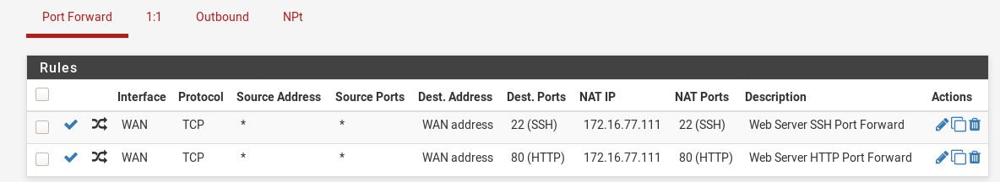 Port Forward 1:1 Outbound NPt
Rules
Interface Protocol Source Address Source Ports Dest. Address Dest. Ports NAT IP NAT Ports Description Actions
WAN TCP * * WAN address 22 (SSH) 172.16.77.111 22 (SSH) Web Server SSH Port Forward
WAN TCP * * WAN address 80 (HTTP) 172.16.77.111 80 (HTTP) Web Server HTTP Port Forward